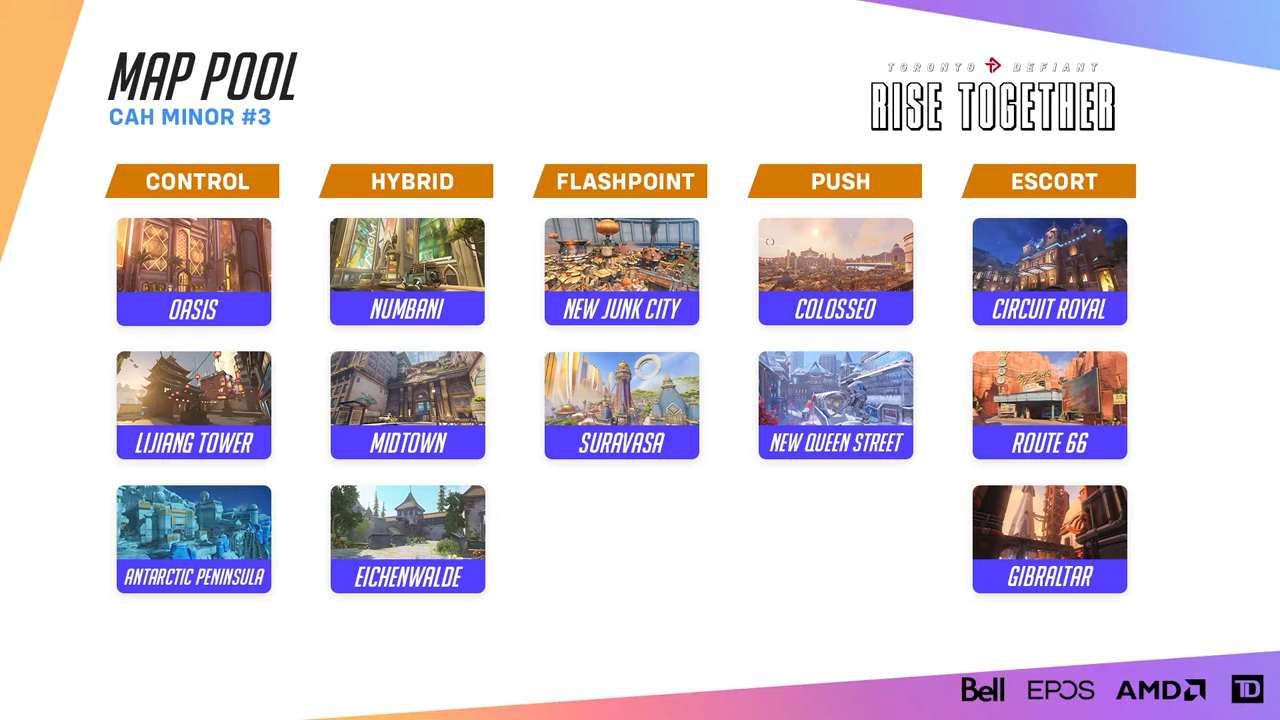 MAP POOL
CAH MINOR #3
TORONTO DEFIANT
RISE TOGETHER
CONTROL
HYBRID
FLASHPOINT
PUSH
ESCORT
OASIS
NUMBANI
NEW JUNK CITY
COLOSSEO
CIRCUIT ROYAL
LIJIANG TOWER
MIDTOWN
SURAVASA
NEW QUEEN STREET
ROUTE 66
ANTARCTIC PENINSULA
EICHENWALDE
GIBRALTAR
Bell
EPOS
AMD
TD